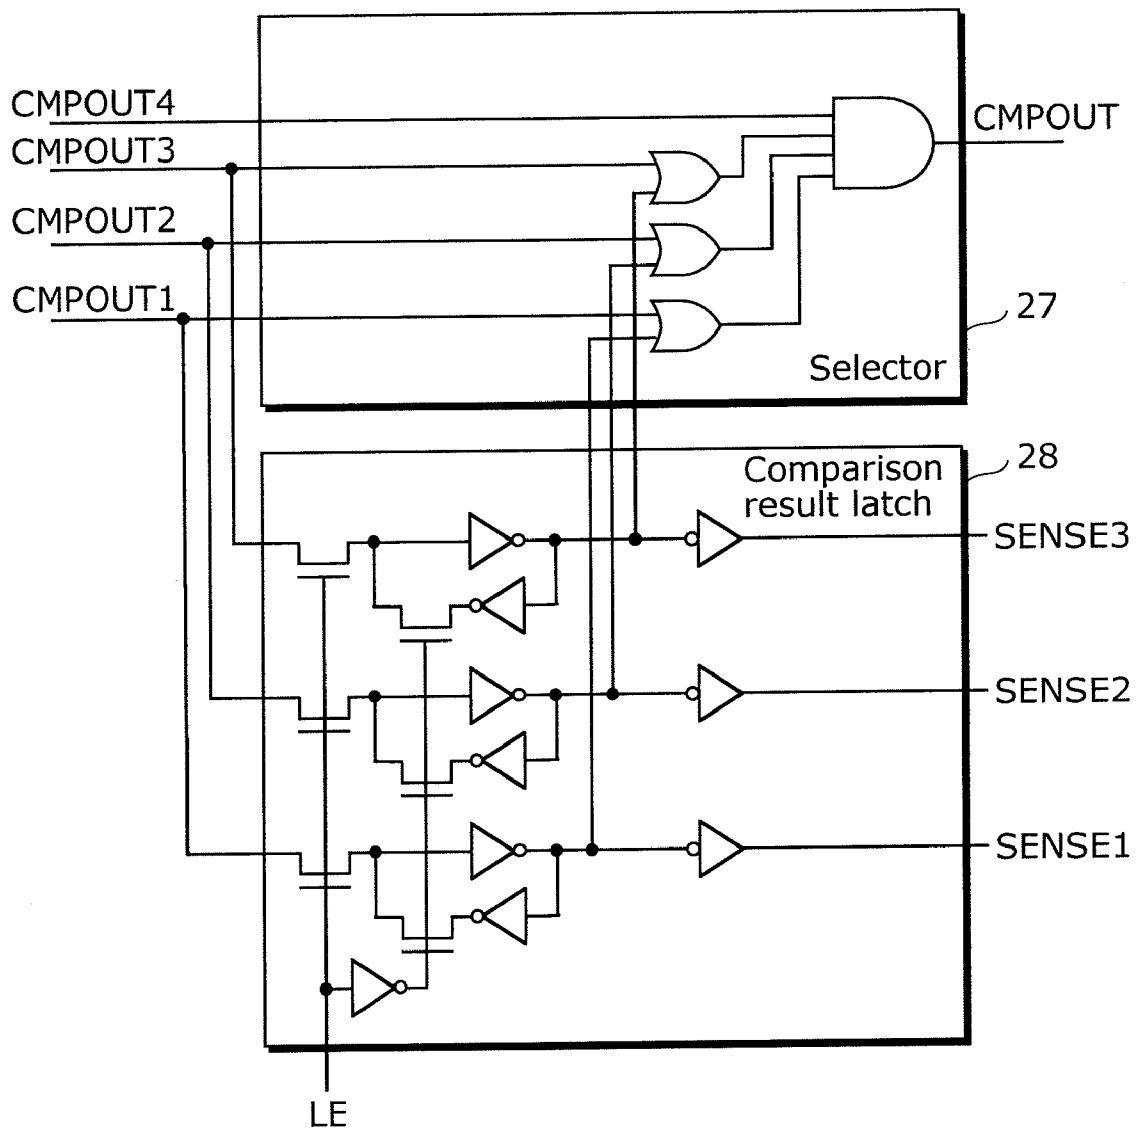 CMPOUT4
CMPOUT
CMPOUT3
CMPOUT2
CMPOUT1
27
Selector
28
Comparison
result latch
SENSE3
SENSE2
SENSE1
LE